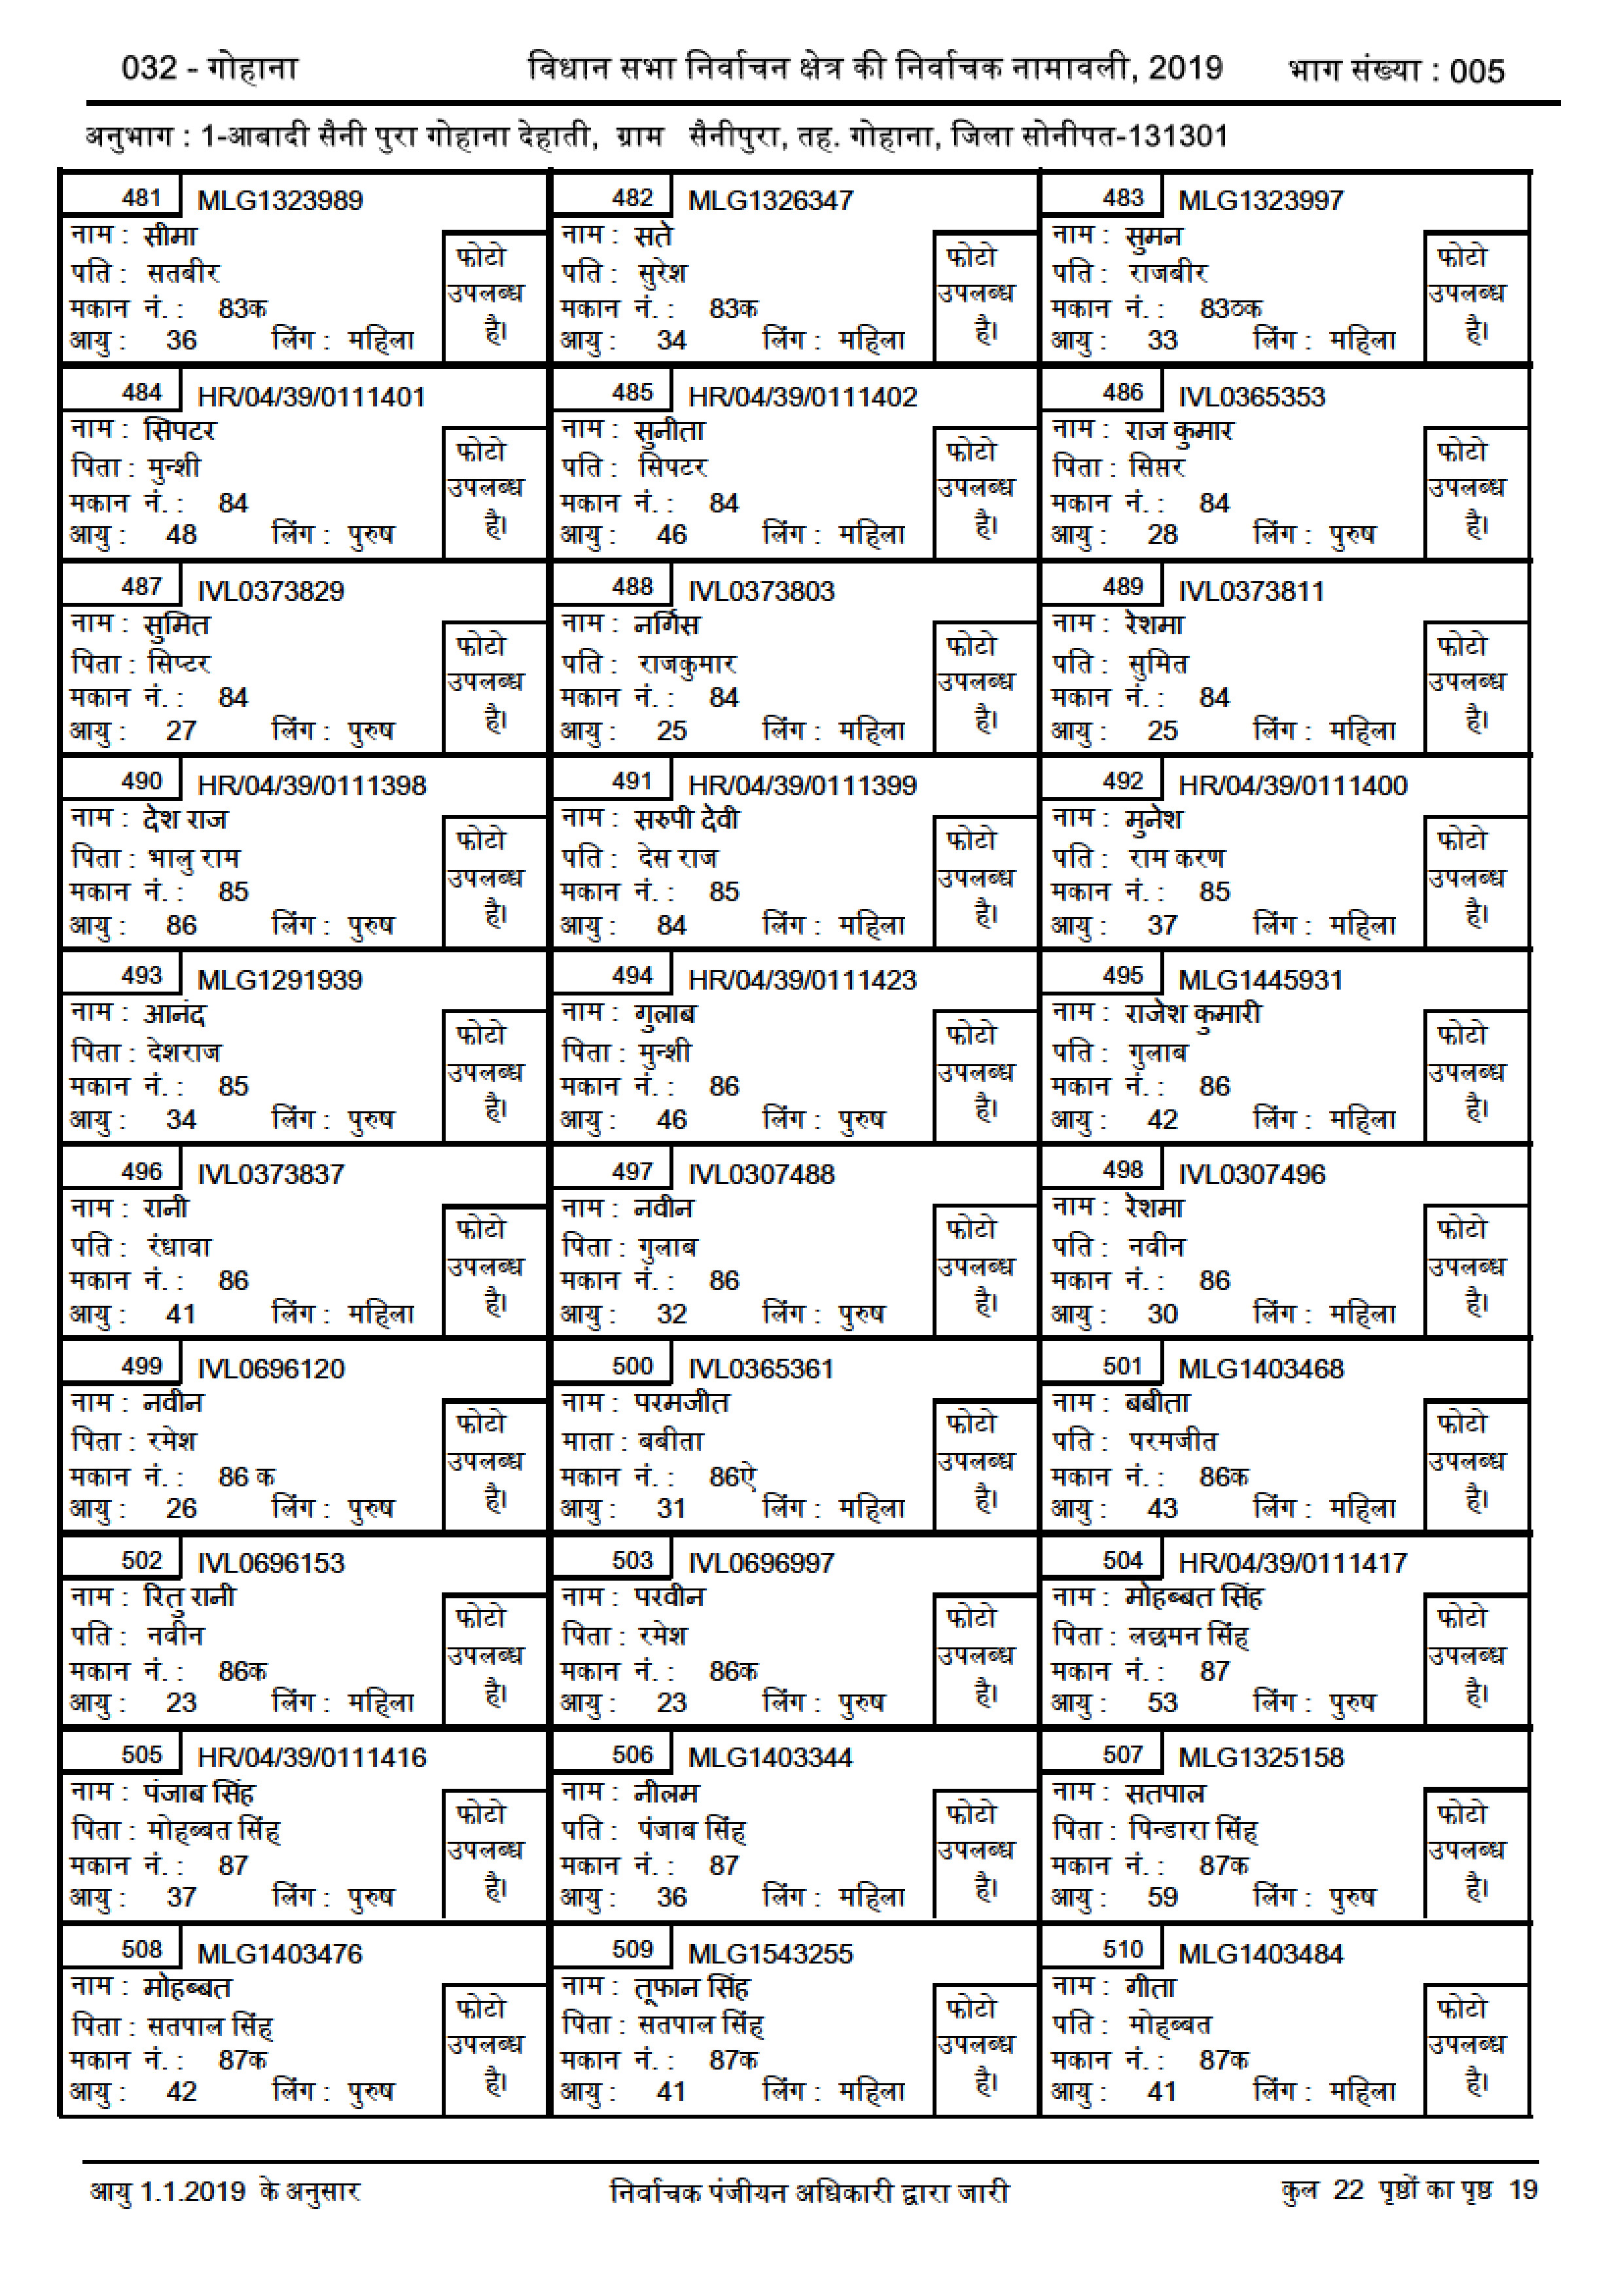 032 - गोहाना विधान सभा निर्वाचन क्षेत्र की निर्वाचक नामावली, 2019 भाग संख्या : 005
अनुभाग : 1-आबादी सैनी पुरा गोहाना देहाती, ग्राम सैनीपुरा, तह. गोहाना, जिला सोनीपत-131301
481 MLG1323989
नाम : सीमा
पति : सतबीर
मकान नं. : 83क
आयु : 36 लिंग : महिला
फोटो
उपलब्ध
है।
482 MLG1326347
नाम : सते
पति : सुरेश
मकान नं. : 83क
आयु : 34 लिंग : महिला
फोटो
उपलब्ध
है।
483 MLG1323997
नाम : सुमन
पति : राजबीर
मकान नं. : 83ठक
आयु : 33 लिंग : महिला
फोटो
उपलब्ध
है।
484 HR/04/39/0111401
नाम : सिपटर
पिता : मुन्शी
मकान नं. : 84
आयु : 48 लिंग : पुरुष
फोटो
उपलब्ध
है।
485 HR/04/39/0111402
नाम : सुनीता
पति : सिपटर
मकान नं. : 84
आयु : 46 लिंग : महिला
फोटो
उपलब्ध
है।
486 IVL0365353
नाम : राज कुमार
पिता : सिप्तर
मकान नं. : 84
आयु : 28 लिंग : पुरुष
फोटो
उपलब्ध
है।
487 IVL0373829
नाम : सुमित
पिता : सिप्टर
मकान नं. : 84
आयु : 27 लिंग : पुरुष
फोटो
उपलब्ध
है।
488 IVL0373803
नाम : नर्गिस
पति : राजकुमार
मकान नं. : 84
आयु : 25 लिंग : महिला
फोटो
उपलब्ध
है।
489 IVL0373811
नाम : रेशमा
पति : सुमित
मकान नं. : 84
आयु : 25 लिंग : महिला
फोटो
उपलब्ध
है।
490 HR/04/39/0111398
नाम : देश राज
पिता : भालु राम
मकान नं. : 85
आयु : 86 लिंग : पुरुष
फोटो
उपलब्ध
है।
491 HR/04/39/0111399
नाम : सरुपी देवी
पति : देस राज
मकान नं. : 85
आयु : 84 लिंग : महिला
फोटो
उपलब्ध
है।
492 HR/04/39/0111400
नाम : मुनेश
पति : राम करण
मकान नं. : 85
आयु : 37 लिंग : महिला
फोटो
उपलब्ध
है।
493 MLG1291939
नाम : आनंद
पिता : देशराज
मकान नं. : 85
आयु : 34 लिंग : पुरुष
फोटो
उपलब्ध
है।
494 HR/04/39/0111423
नाम : गुलाब
पिता : मुन्शी
मकान नं. : 86
आयु : 46 लिंग : पुरुष
फोटो
उपलब्ध
है।
495 MLG1445931
नाम : राजेश कुमारी
पति : गुलाब
मकान नं. : 86
आयु : 42 लिंग : महिला
फोटो
उपलब्ध
है।
496 IVL0373837
नाम : रानी
पति : रंधावा
मकान नं. : 86
आयु : 41 लिंग : महिला
फोटो
उपलब्ध
है।
497 IVL0307488
नाम : नवीन
पिता : गुलाब
मकान नं. : 86
आयु : 32 लिंग : पुरुष
फोटो
उपलब्ध
है।
498 IVL0307496
नाम : रेशमा
पति : नवीन
मकान नं. : 86
आयु : 30 लिंग : महिला
फोटो
उपलब्ध
है।
499 IVL0696120
नाम : नवीन
पिता : रमेश
मकान नं. : 86 क
आयु : 26 लिंग : पुरुष
फोटो
उपलब्ध
है।
500 IVL0365361
नाम : परमजीत
माता : बबीता
मकान नं. : 86ऐ
आयु : 31 लिंग : महिला
फोटो
उपलब्ध
है।
501 MLG1403468
नाम : बबीता
पति : परमजीत
मकान नं. : 86क
आयु : 43 लिंग : महिला
फोटो
उपलब्ध
है।
502 IVL0696153
नाम : रितु रानी
पति : नवीन
मकान नं. : 86क
आयु : 23 लिंग : महिला
फोटो
उपलब्ध
है।
503 IVL0696997
नाम : परवीन
पिता : रमेश
मकान नं. : 86क
आयु : 23 लिंग : पुरुष
फोटो
उपलब्ध
है।
504 HR/04/39/0111417
नाम : मोहब्बत सिंह
पिता : लछमन सिंह
मकान नं. : 87
आयु : 53 लिंग : पुरुष
फोटो
उपलब्ध
है।
505 HR/04/39/0111416
नाम : पंजाब सिंह
पिता : मोहब्बत सिंह
मकान नं. : 87
आयु : 37 लिंग : पुरुष
फोटो
उपलब्ध
है।
506 MLG1403344
नाम : नीलम
पति : पंजाब सिंह
मकान नं. : 87
आयु : 36 लिंग : महिला
फोटो
उपलब्ध
है।
507 MLG1325158
नाम : सतपाल
पिता : पिन्डारा सिंह
मकान नं. : 87क
आयु : 59 लिंग : पुरुष
फोटो
उपलब्ध
है।
508 MLG1403476
नाम : मोहब्बत
पिता : सतपाल सिंह
मकान नं. : 87क
आयु : 42 लिंग : पुरुष
फोटो
उपलब्ध
है।
509 MLG1543255
नाम : तूफान सिंह
पिता : सतपाल सिंह
मकान नं. : 87क
आयु : 41 लिंग : महिला
फोटो
उपलब्ध
है।
510 MLG1403484
नाम : गीता
पति : मोहब्बत
मकान नं. : 87क
आयु : 41 लिंग : महिला
फोटो
उपलब्ध
है।
आयु 1.1.2019 के अनुसार निर्वाचक पंजीयन अधिकारी द्वारा जारी कुल 22 पृष्ठों का पृष्ठ 19